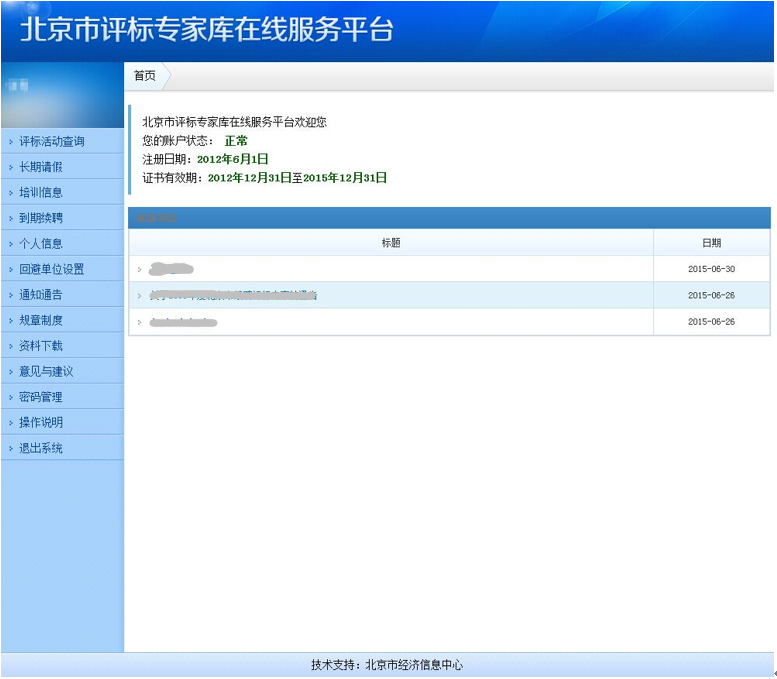 北京市评标专家库在线服务平台
首页
评标活动查询
长期请假
培训信息
到期续聘
个人信息
回避单位设置
通知通告
规章制度
资料下载
意见与建议
密码管理
操作说明
退出系统
北京市评标专家库在线服务平台欢迎您
您的账户状态： 正常
注册日期：2012年6月1日
证书有效期：2012年12月31日至2015年12月31日
标题 日期
2015-06-30
2015-06-26
2015-06-26
技术支持：北京市经济信息中心